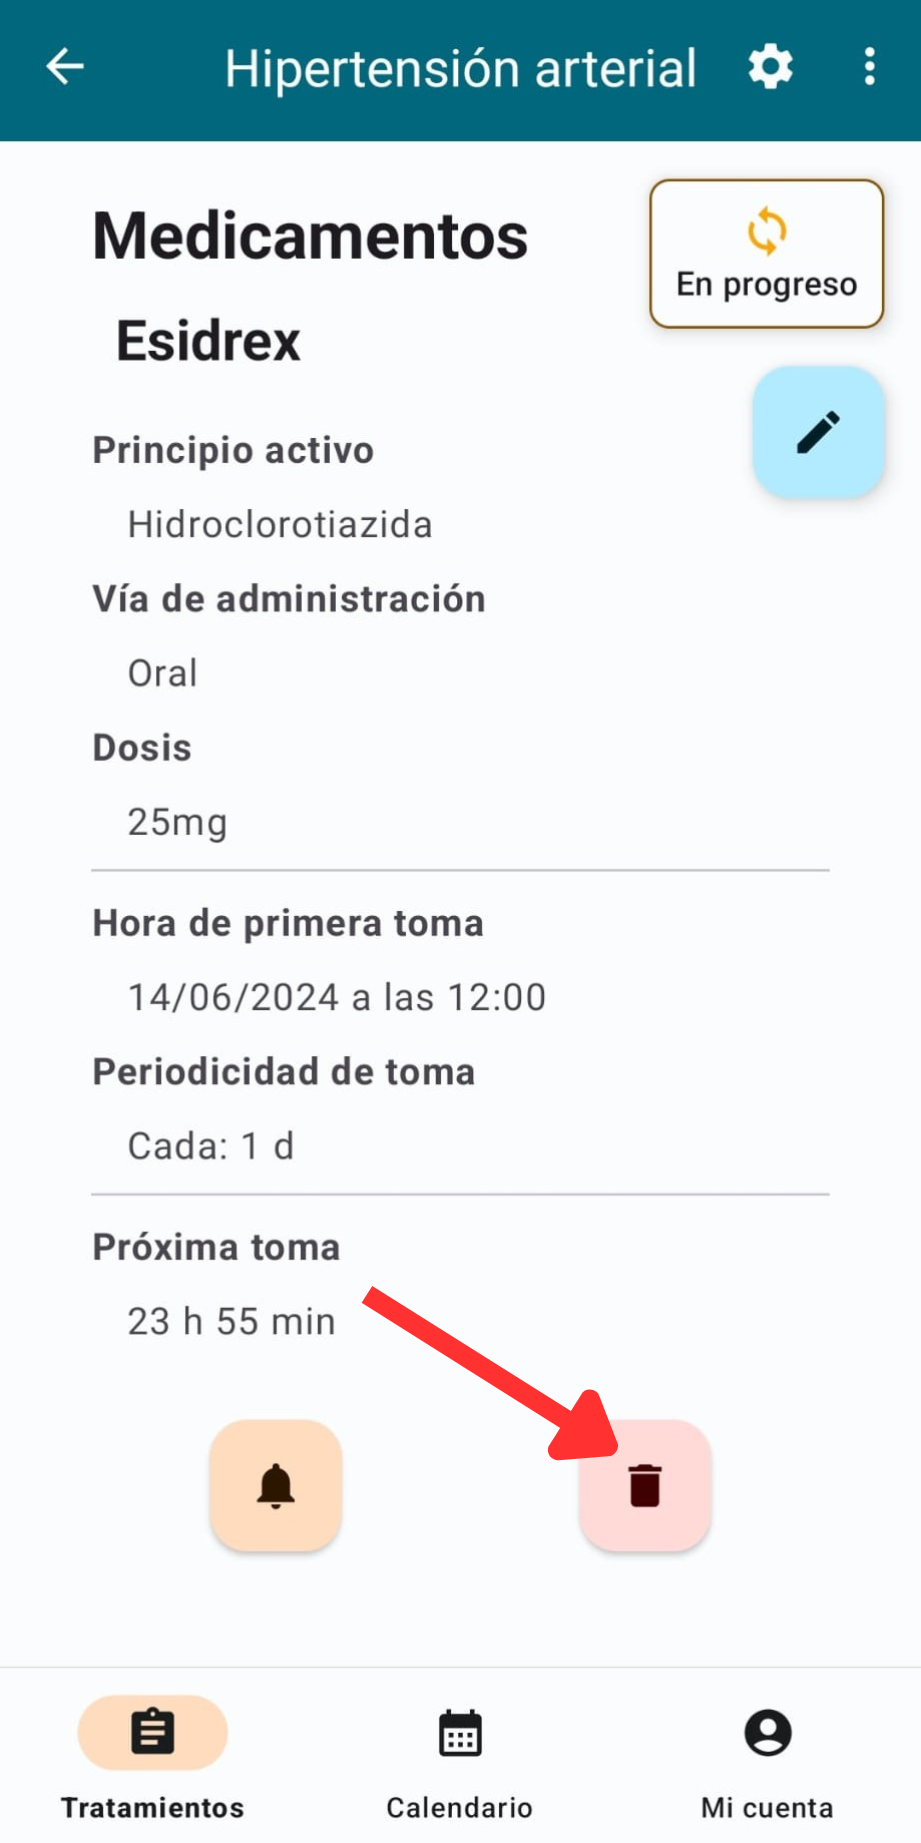 Hipertensión arterial
Medicamentos
En progreso
Esidrex
Principio activo
Hidroclorotiazida
Vía de administración
Oral
Dosis
25mg
Hora de primera toma
14/06/2024 a las 12:00
Periodicidad de toma
Cada: 1 d
Próxima toma
23 h 55 min
Tratamientos
Calendario
Mi cuenta